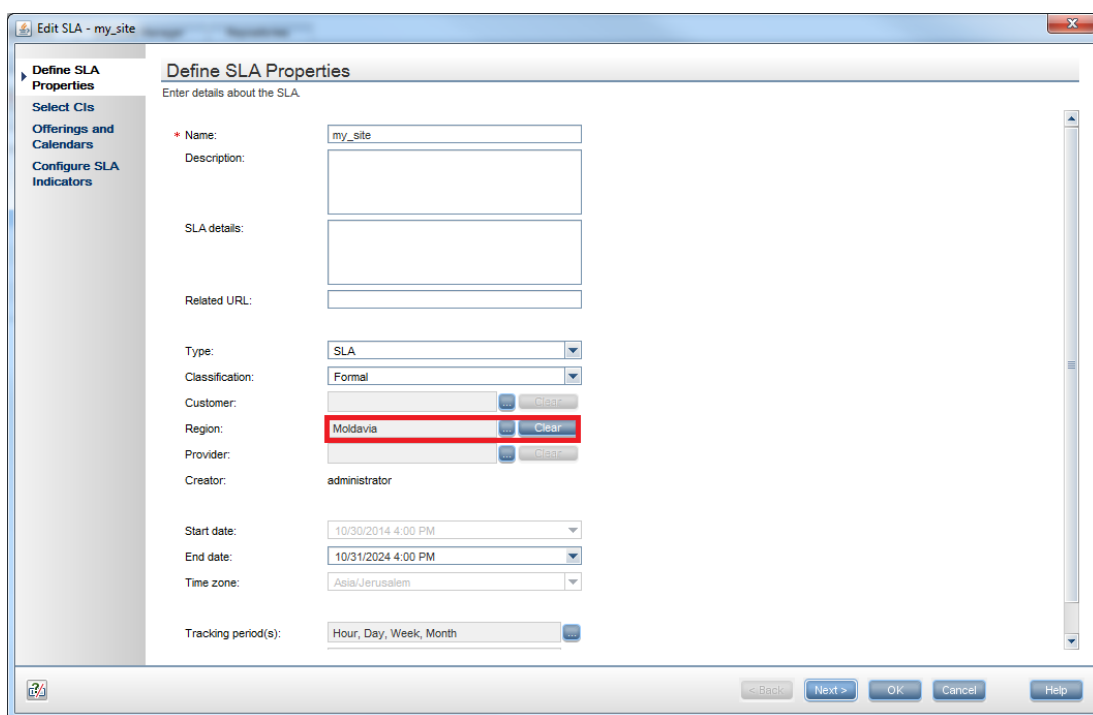 Edit SLA - my_site
Define SLA
Properties
Select CIs
Offerings and
Calendars
Configure SLA
Indicators
Define SLA Properties
Enter details about the SLA.
* Name: my_site
Description:
SLA details:
Related URL:
Type: SLA
Classification: Formal
Customer: ... Clear
Region: Moldavia ... Clear
Provider: ... Clear
Creator: administrator
Start date: 10/30/2014 4:00 PM
End date: 10/31/2024 4:00 PM
Time zone: Asia/Jerusalem
Tracking period(s): Hour, Day, Week, Month ...
< Back Next > OK Cancel Help